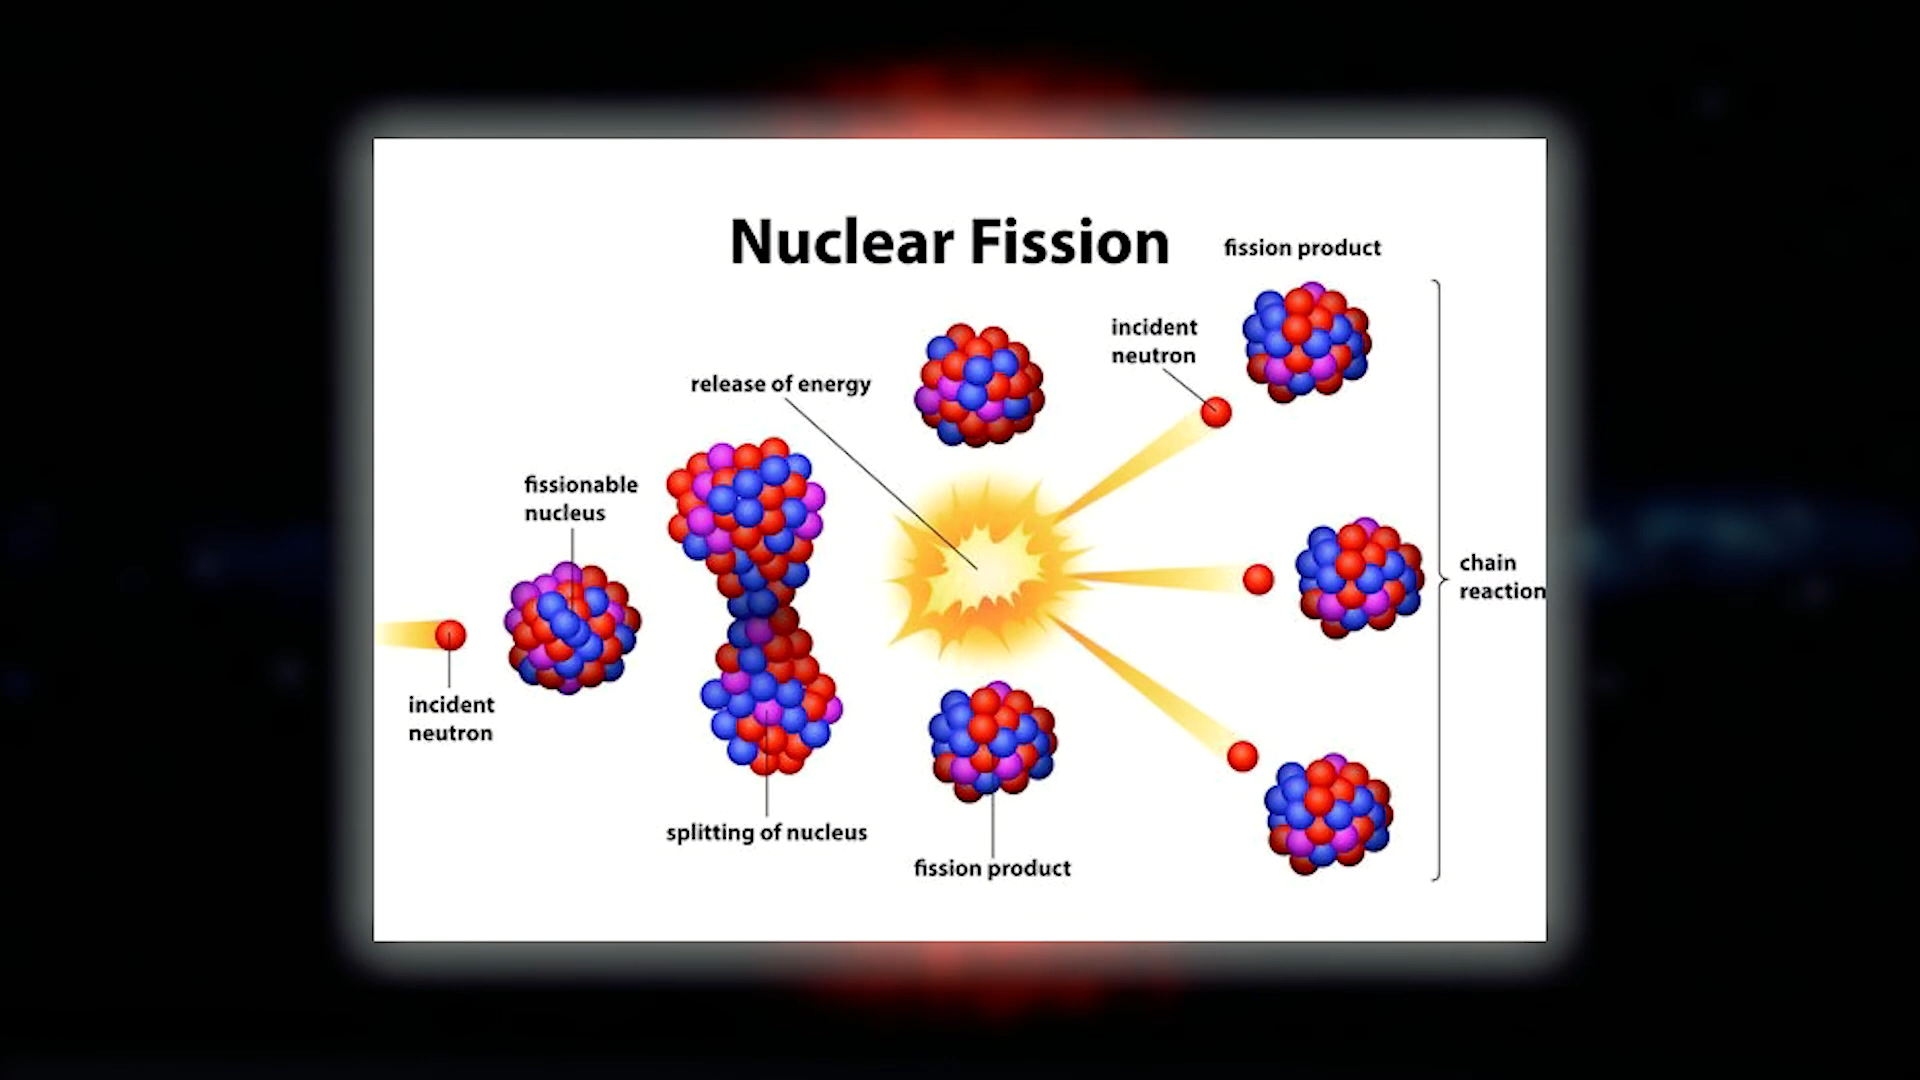 Nuclear Fission
fission product
incident
neutron
release of energy
fissionable
nucleus
chain
reaction
incident
neutron
splitting of nucleus
fission product